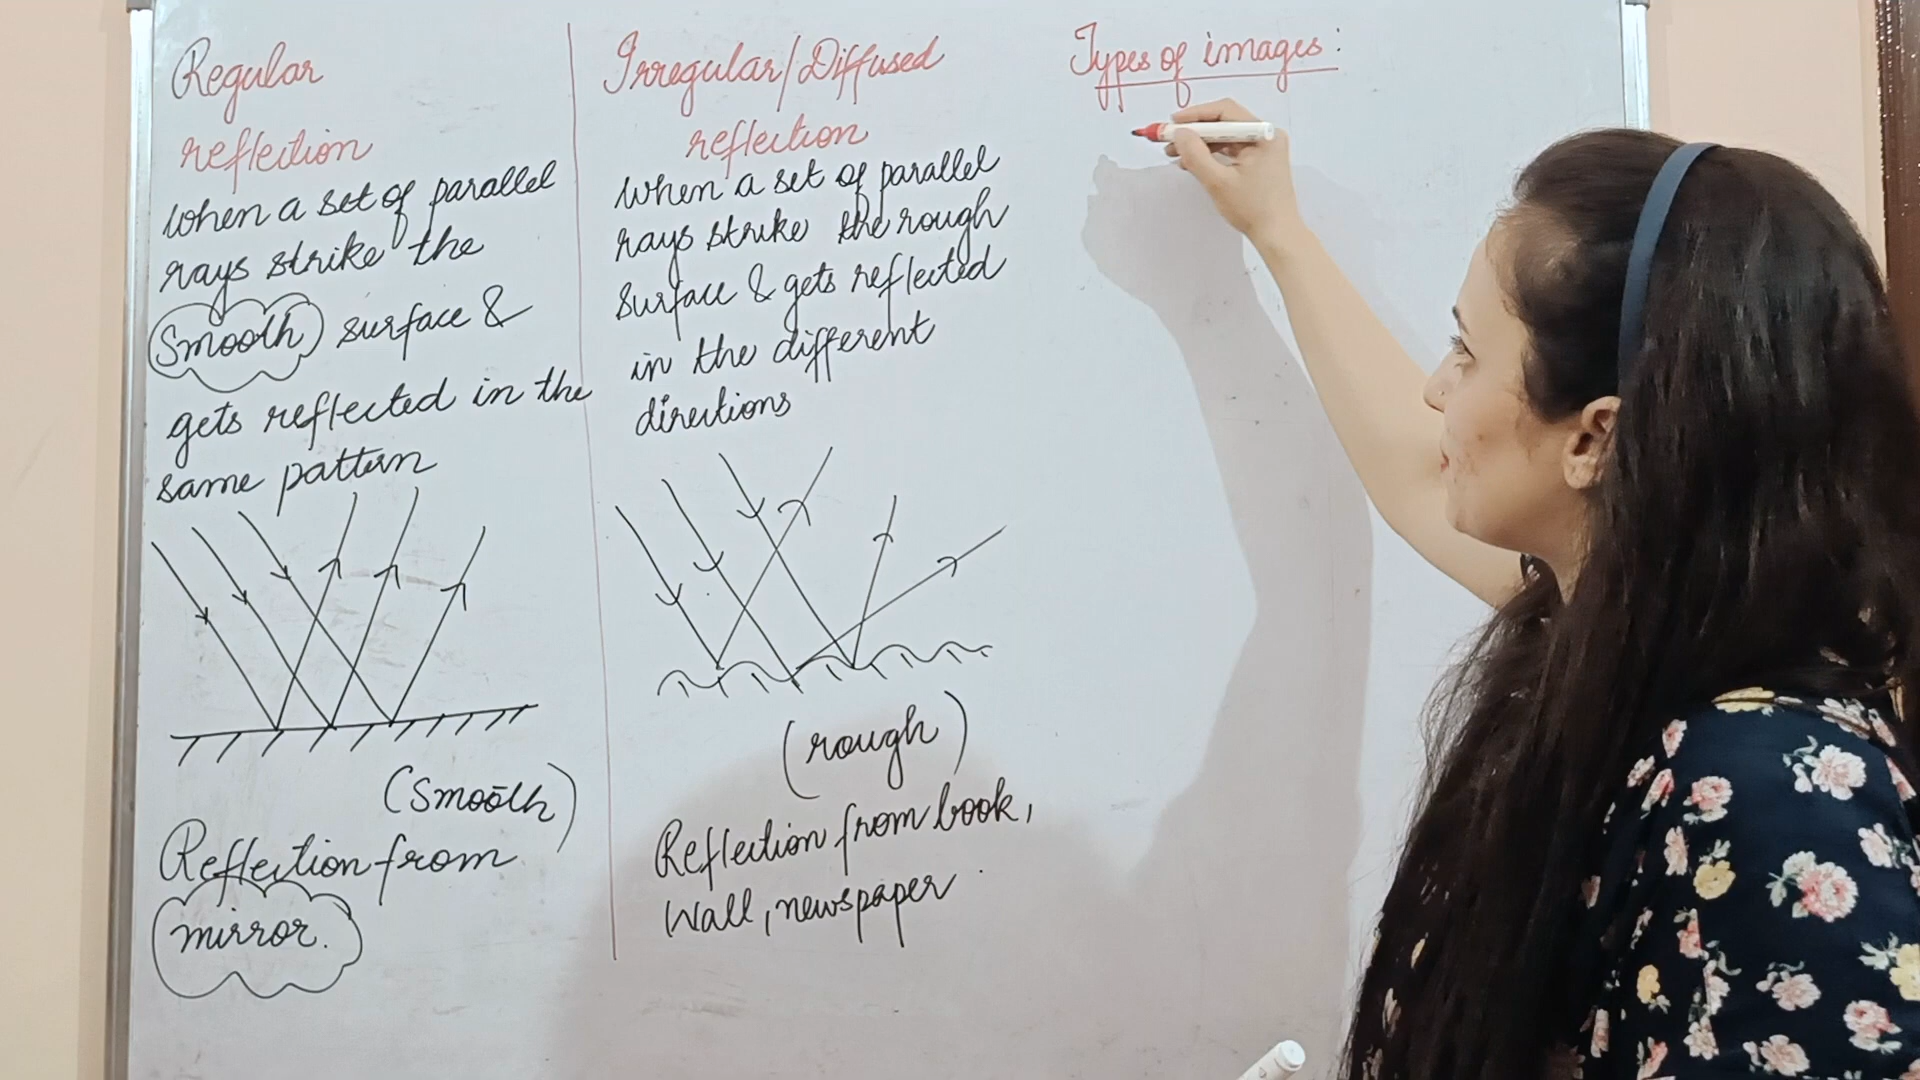 Regular
reflection
When a set of parallel
rays strike the
Smooth surface &
gets reflected in the
same pattern
(Smooth)
Reflection from
mirror.
Irregular/Diffused
reflection
When a set of parallel
rays strike the rough
Surface & gets reflected
in the different
directions
(rough)
Reflection from book,
Wall, newspaper
Types of images: